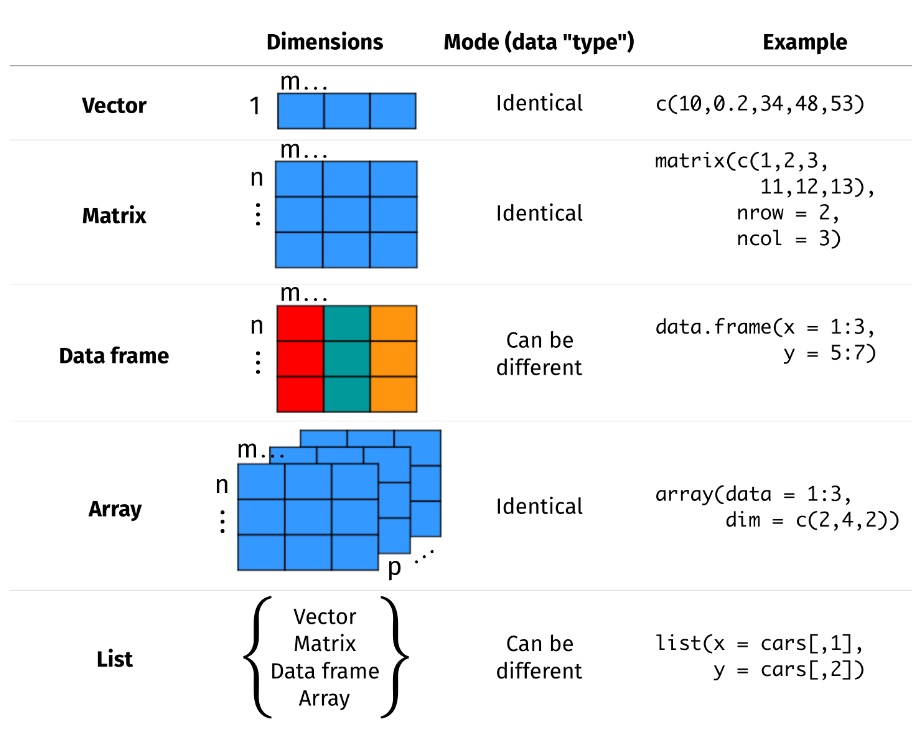 Dimensions Mode (data "type") Example
m...
Vector 1 Identical c(10,0.2,34,48,53)
m...
n
⋮
Matrix Identical
matrix(c(1,2,3,
11,12,13),
nrow = 2,
ncol = 3)
m...
n
⋮
Data frame
Can be
different
data.frame(x = 1:3,
y = 5:7)
m...
n
⋮
p ...
Array Identical
array(data = 1:3,
dim = c(2,4,2))
List
Vector
Matrix
Data frame
Array
Can be
different
list(x = cars[,1],
y = cars[,2])